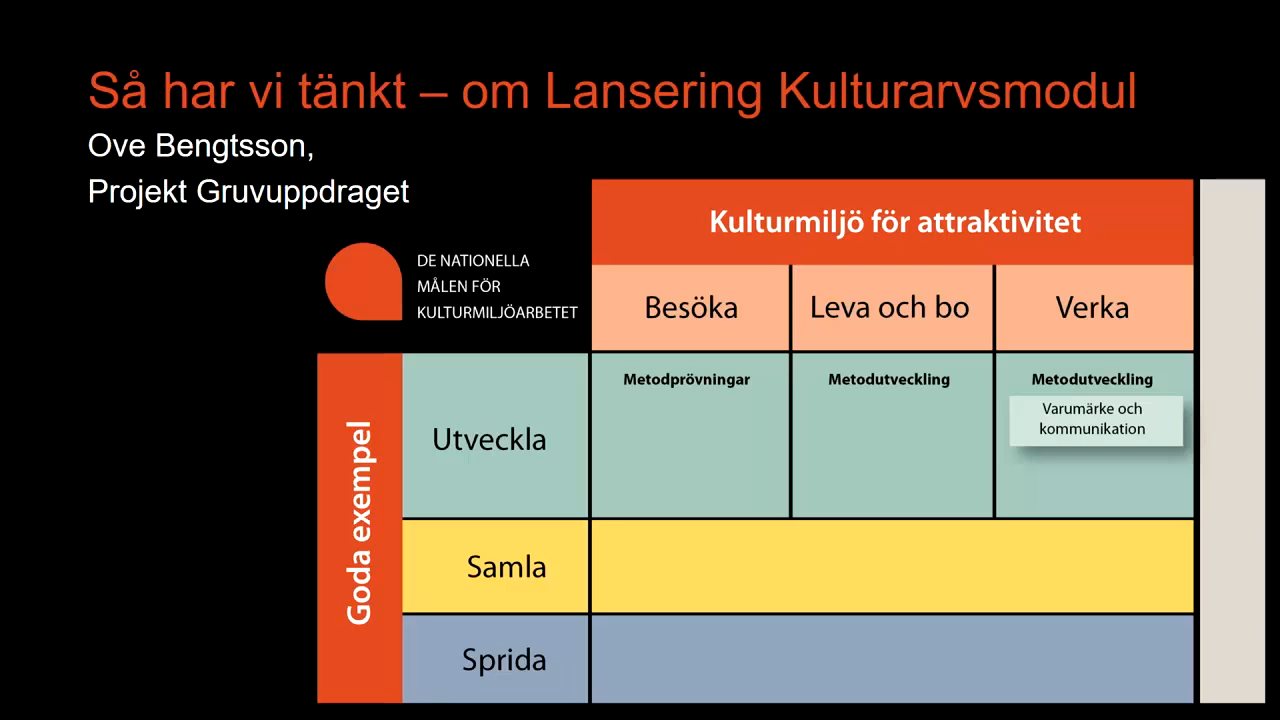 Så har vi tänkt – om Lansering Kulturarvsmodul
Ove Bengtsson,
Projekt Gruvuppdraget
Kulturmiljö för attraktivitet
DE NATIONELLA
MÅLEN FÖR
KULTURMILJÖARBETET
Besöka
Leva och bo
Verka
Goda exempel
Utveckla
Metodprövningar
Metodutveckling
Metodutveckling
Varumärke och
kommunikation
Samla
Sprida